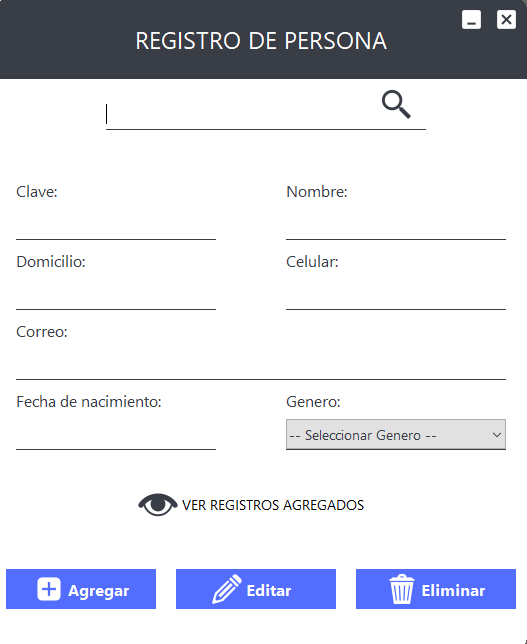 REGISTRO DE PERSONA
Clave:
Nombre:
Domicilio:
Celular:
Correo:
Fecha de nacimiento:
Genero:
-- Seleccionar Genero --
VER REGISTROS AGREGADOS
Agregar
Editar
Eliminar